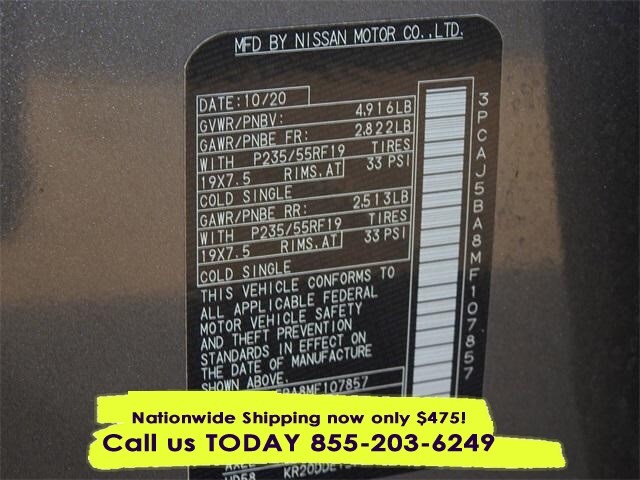 MFD BY NISSAN MOTOR CO.,LTD.
DATE:10/20
GVWR/PNBV: 4,916LB
GAWR/PNBE FR: 2,822LB
WITH P235/55RF19 TIRES
19X7.5 RIMS,AT 33 PSI
COLD SINGLE
GAWR/PNBE RR: 2,513LB
WITH P235/55RF19 TIRES
19X7.5 RIMS,AT 33 PSI
COLD SINGLE
THIS VEHICLE CONFORMS TO
ALL APPLICABLE FEDERAL
MOTOR VEHICLE SAFETY
AND THEFT PREVENTION
STANDARDS IN EFFECT ON
THE DATE OF MANUFACTURE
SHOWN ABOVE.
3PCAJ5BA8MF107857
Nationwide Shipping now only $475!
Call us TODAY 855-203-6249